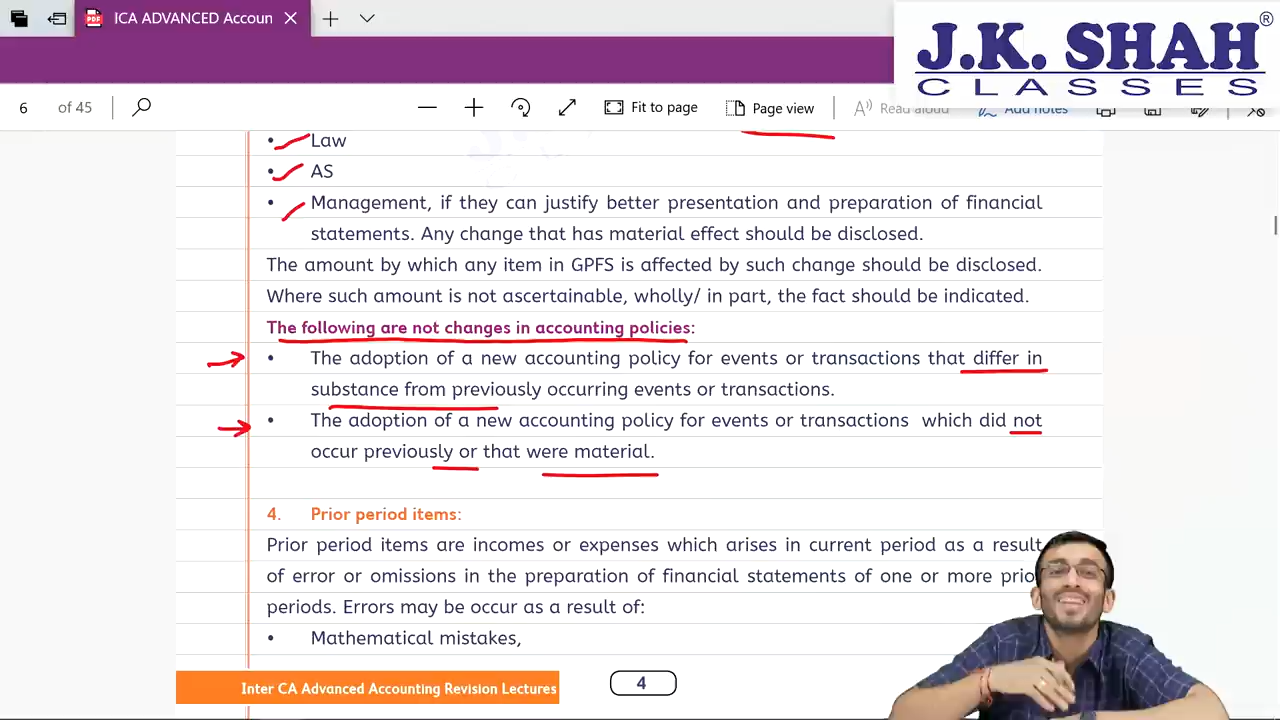 ICA ADVANCED Accoun
J.K. SHAH®
CLASSES
6 of 45
Fit to page
Page view
Read aloud
Add notes
• Law
• AS
• Management, if they can justify better presentation and preparation of financial
statements. Any change that has material effect should be disclosed.
The amount by which any item in GPFS is affected by such change should be disclosed.
Where such amount is not ascertainable, wholly/ in part, the fact should be indicated.
The following are not changes in accounting policies:
• The adoption of a new accounting policy for events or transactions that differ in
substance from previously occurring events or transactions.
• The adoption of a new accounting policy for events or transactions which did not
occur previously or that were material.
4. Prior period items:
Prior period items are incomes or expenses which arises in current period as a result
of error or omissions in the preparation of financial statements of one or more prio
periods. Errors may be occur as a result of:
• Mathematical mistakes,
Inter CA Advanced Accounting Revision Lectures
4